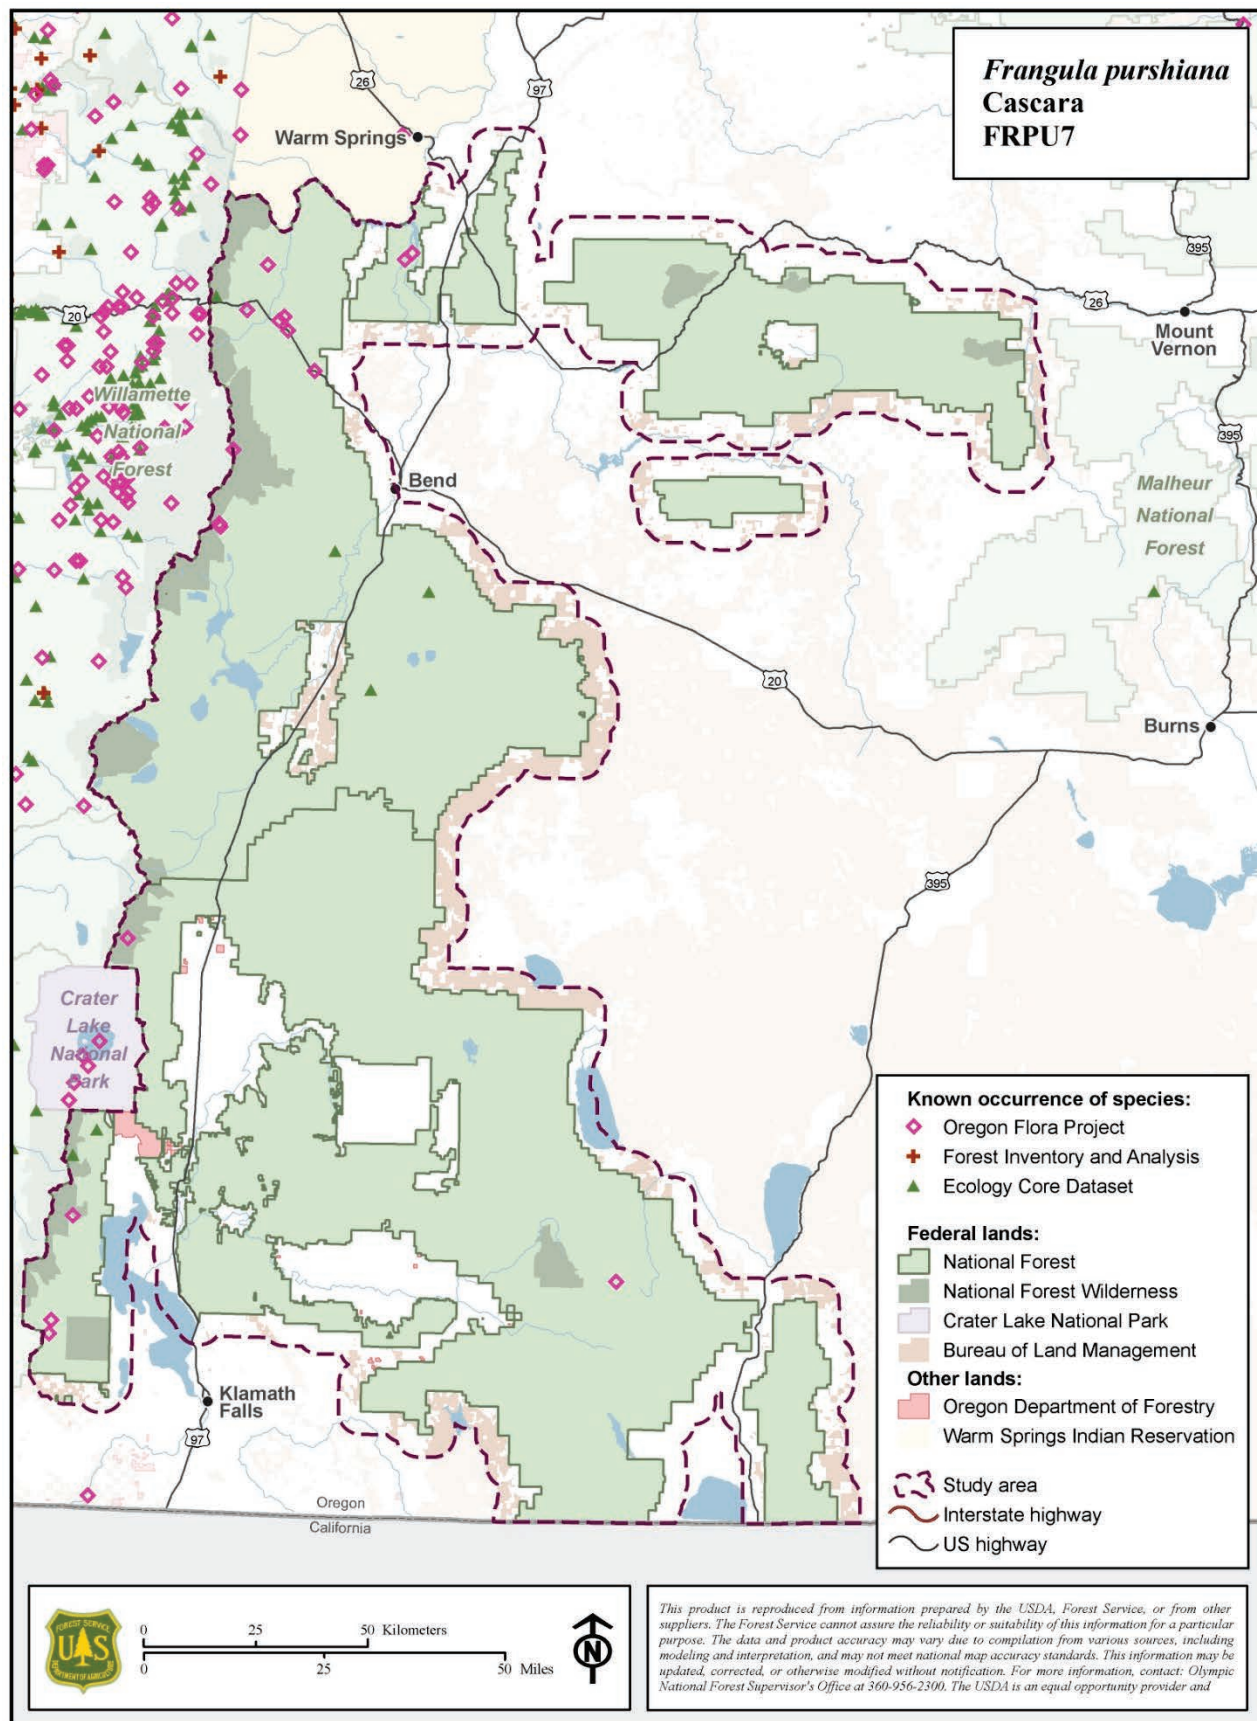 Frangula purshiana
Cascara
FRPU7
26
97
Warm Springs
395
26
20
Mount
Vernon
Willamette
National
Forest
395
Bend
Malheur
National
Forest
20
Burns
395
Crater
Lake
National
Park
Klamath
Falls
97
Oregon
California
Known occurrence of species:
Oregon Flora Project
Forest Inventory and Analysis
Ecology Core Dataset
Federal lands:
National Forest
National Forest Wilderness
Crater Lake National Park
Bureau of Land Management
Other lands:
Oregon Department of Forestry
Warm Springs Indian Reservation
Study area
Interstate highway
US highway
FOREST SERVICE
U S
DEPARTMENT OF AGRICULTURE
0 25 50 Kilometers
0 25 50 Miles
N
This product is reproduced from information prepared by the USDA, Forest Service, or from other
suppliers. The Forest Service cannot assure the reliability or suitability of this information for a particular
purpose. The data and product accuracy may vary due to compilation from various sources, including
modeling and interpretation, and may not meet national map accuracy standards. This information may be
updated, corrected, or otherwise modified without notification. For more information, contact: Olympic
National Forest Supervisor's Office at 360-956-2300. The USDA is an equal opportunity provider and